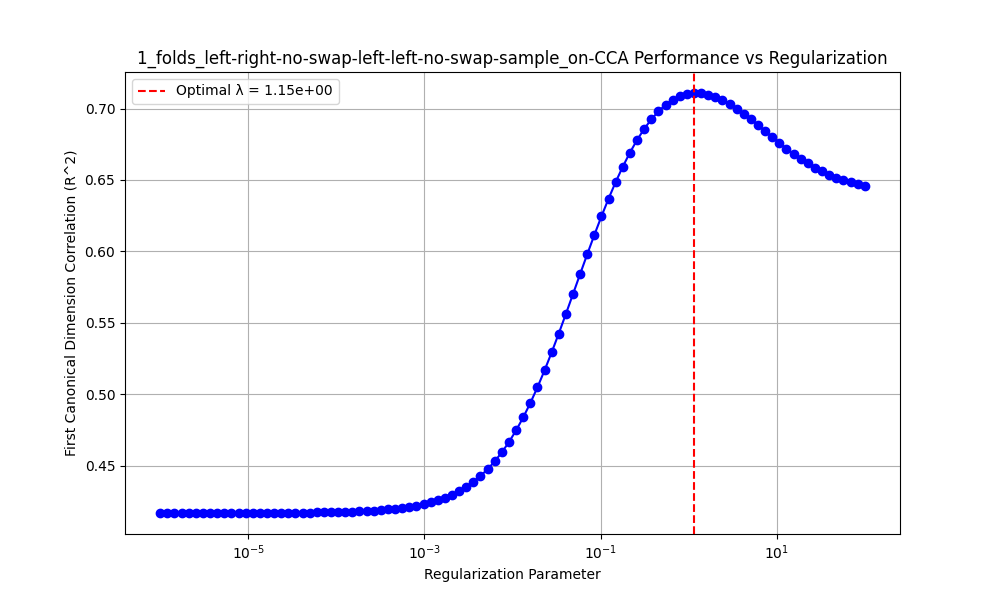 1_folds_left-right-no-swap-left-left-no-swap-sample_on-CCA Performance vs Regularization
Optimal λ = 1.15e+00
First Canonical Dimension Correlation (R^2)
0.70
0.65
0.60
0.55
0.50
0.45
10⁻⁵
10⁻³
10⁻¹
10¹
Regularization Parameter